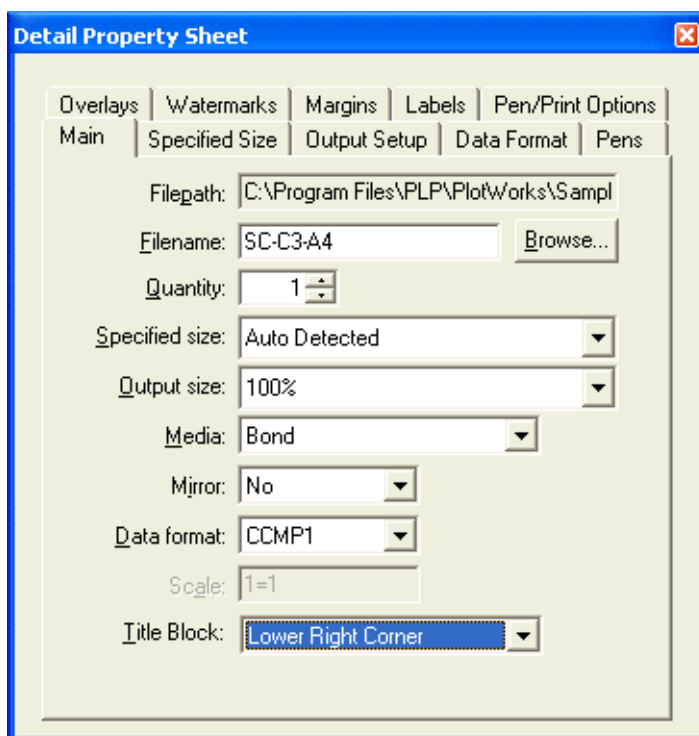 Detail Property Sheet
Overlays Watermarks Margins Labels Pen/Print Options
Main Specified Size Output Setup Data Format Pens
Filepath: C:\Program Files\PLP\PlotWorks\Sampl
Filename: SC-C3-A4 Browse...
Quantity: 1
Specified size: Auto Detected
Output size: 100%
Media: Bond
Mirror: No
Data format: CCMP1
Scale: 1=1
Title Block: Lower Right Corner